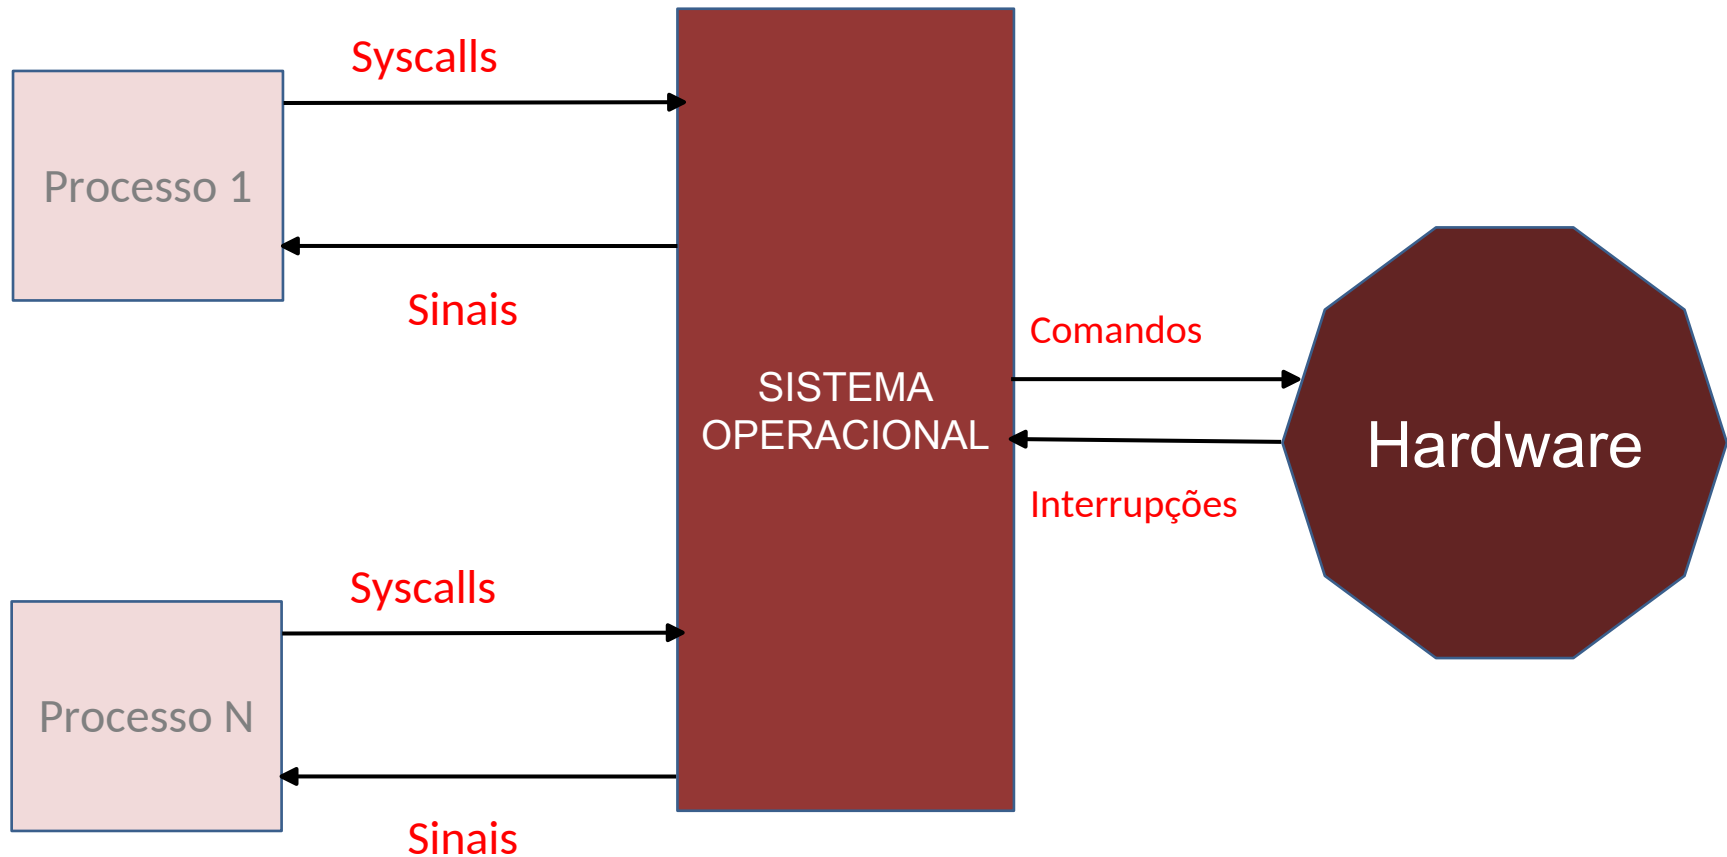 Syscalls
Processo 1
Sinais
SISTEMA
OPERACIONAL
Comandos
Hardware
Interrupções
Syscalls
Processo N
Sinais